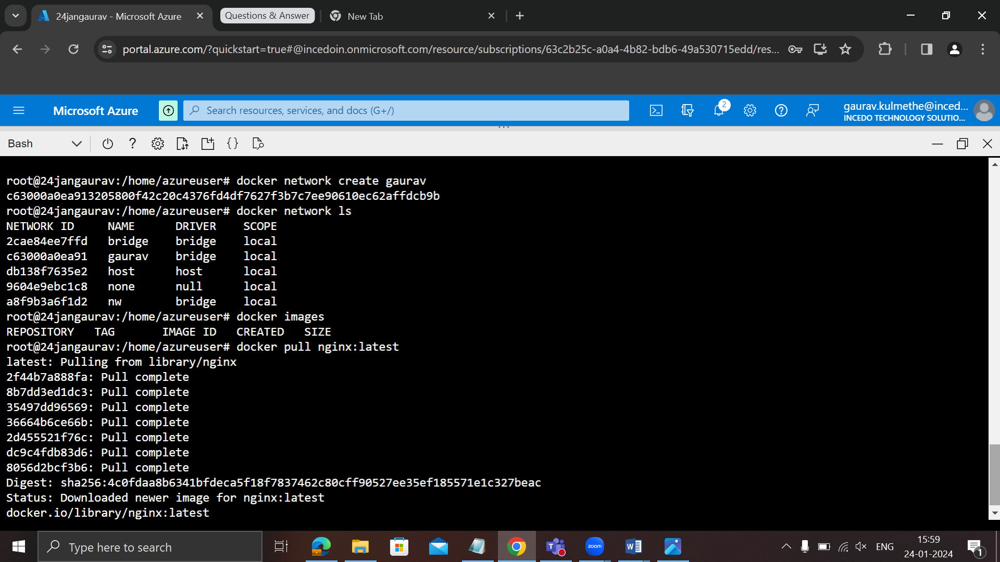 24jangaurav - Microsoft Azure
Questions & Answer
New Tab
portal.azure.com/?quickstart=true#@incedoin.onmicrosoft.com/resource/subscriptions/63c2b25c-a0a4-4b82-bdb6-49a530715edd/res...
Microsoft Azure
Search resources, services, and docs (G+/)
2
gaurav.kulmethe@inced...
INCEDO TECHNOLOGY SOLUTIO...
Bash
root@24jangaurav:/home/azureuser# docker network create gaurav
c63000a0ea913205800f42c20c4376fd4df7627f3b7c7ee90610ec62affdcb9b
root@24jangaurav:/home/azureuser# docker network ls
NETWORK ID NAME DRIVER SCOPE
2cae84ee7ffd bridge bridge local
c63000a0ea91 gaurav bridge local
db138f7635e2 host host local
9604e9ebc1c8 none null local
a8f9b3a6f1d2 nw bridge local
root@24jangaurav:/home/azureuser# docker images
REPOSITORY TAG IMAGE ID CREATED SIZE
root@24jangaurav:/home/azureuser# docker pull nginx:latest
latest: Pulling from library/nginx
2f44b7a888fa: Pull complete
8b7dd3ed1dc3: Pull complete
35497dd96569: Pull complete
36664b6ce66b: Pull complete
2d455521f76c: Pull complete
dc9c4fdb83d6: Pull complete
8056d2bcf3b6: Pull complete
Digest: sha256:4c0fdaa8b6341bfdeca5f18f7837462c80cff90527ee35ef185571e1c327beac
Status: Downloaded newer image for nginx:latest
docker.io/library/nginx:latest
Type here to search
zoom
ENG
15:59
24-01-2024
1